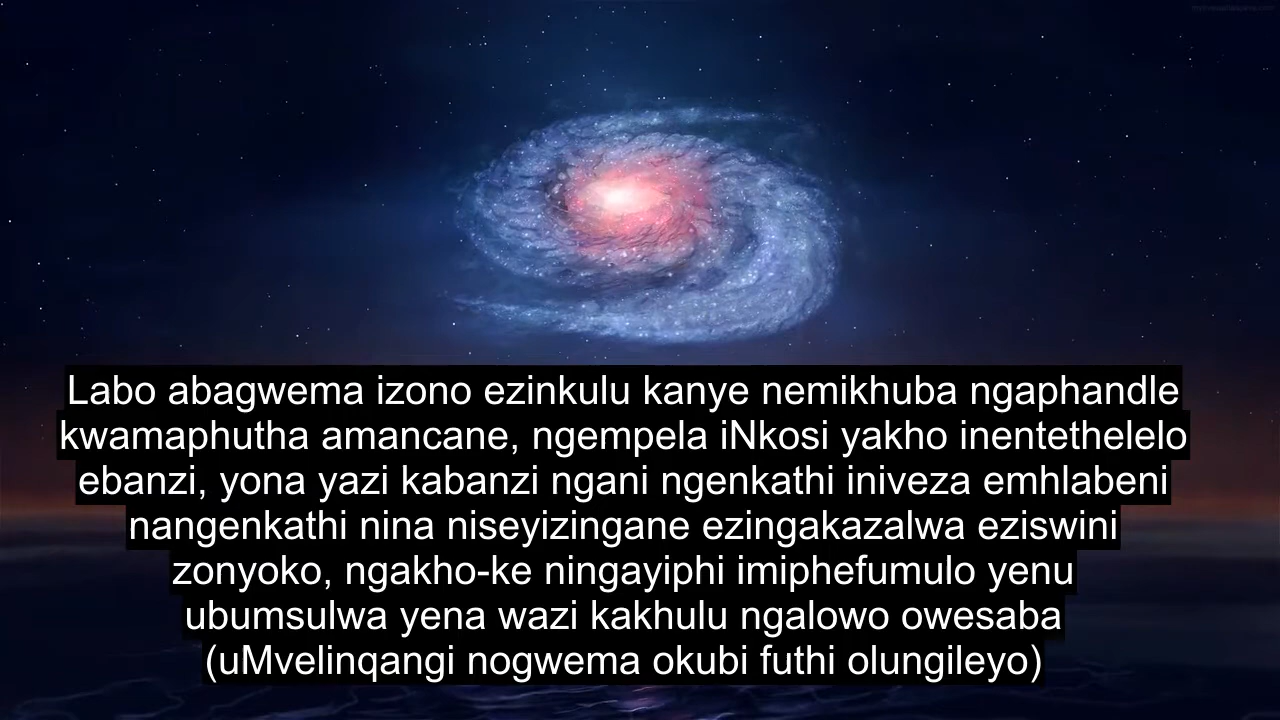 Labo abagwema izono ezinkulu kanye nemikhuba ngaphandle
kwamaphutha amancane, ngempela iNkosi yakho inentethelelo
ebanzi, yona yazi kabanzi ngani ngenkathi iniveza emhlabeni
nangenkathi nina niseyizingane ezingakazalwa eziswini
zonyoko, ngakho-ke ningayiphi imiphefumulo yenu
ubumsulwa yena wazi kakhulu ngalowo owesaba
(uMvelinqangi nogwema okubi futhi olungileyo)